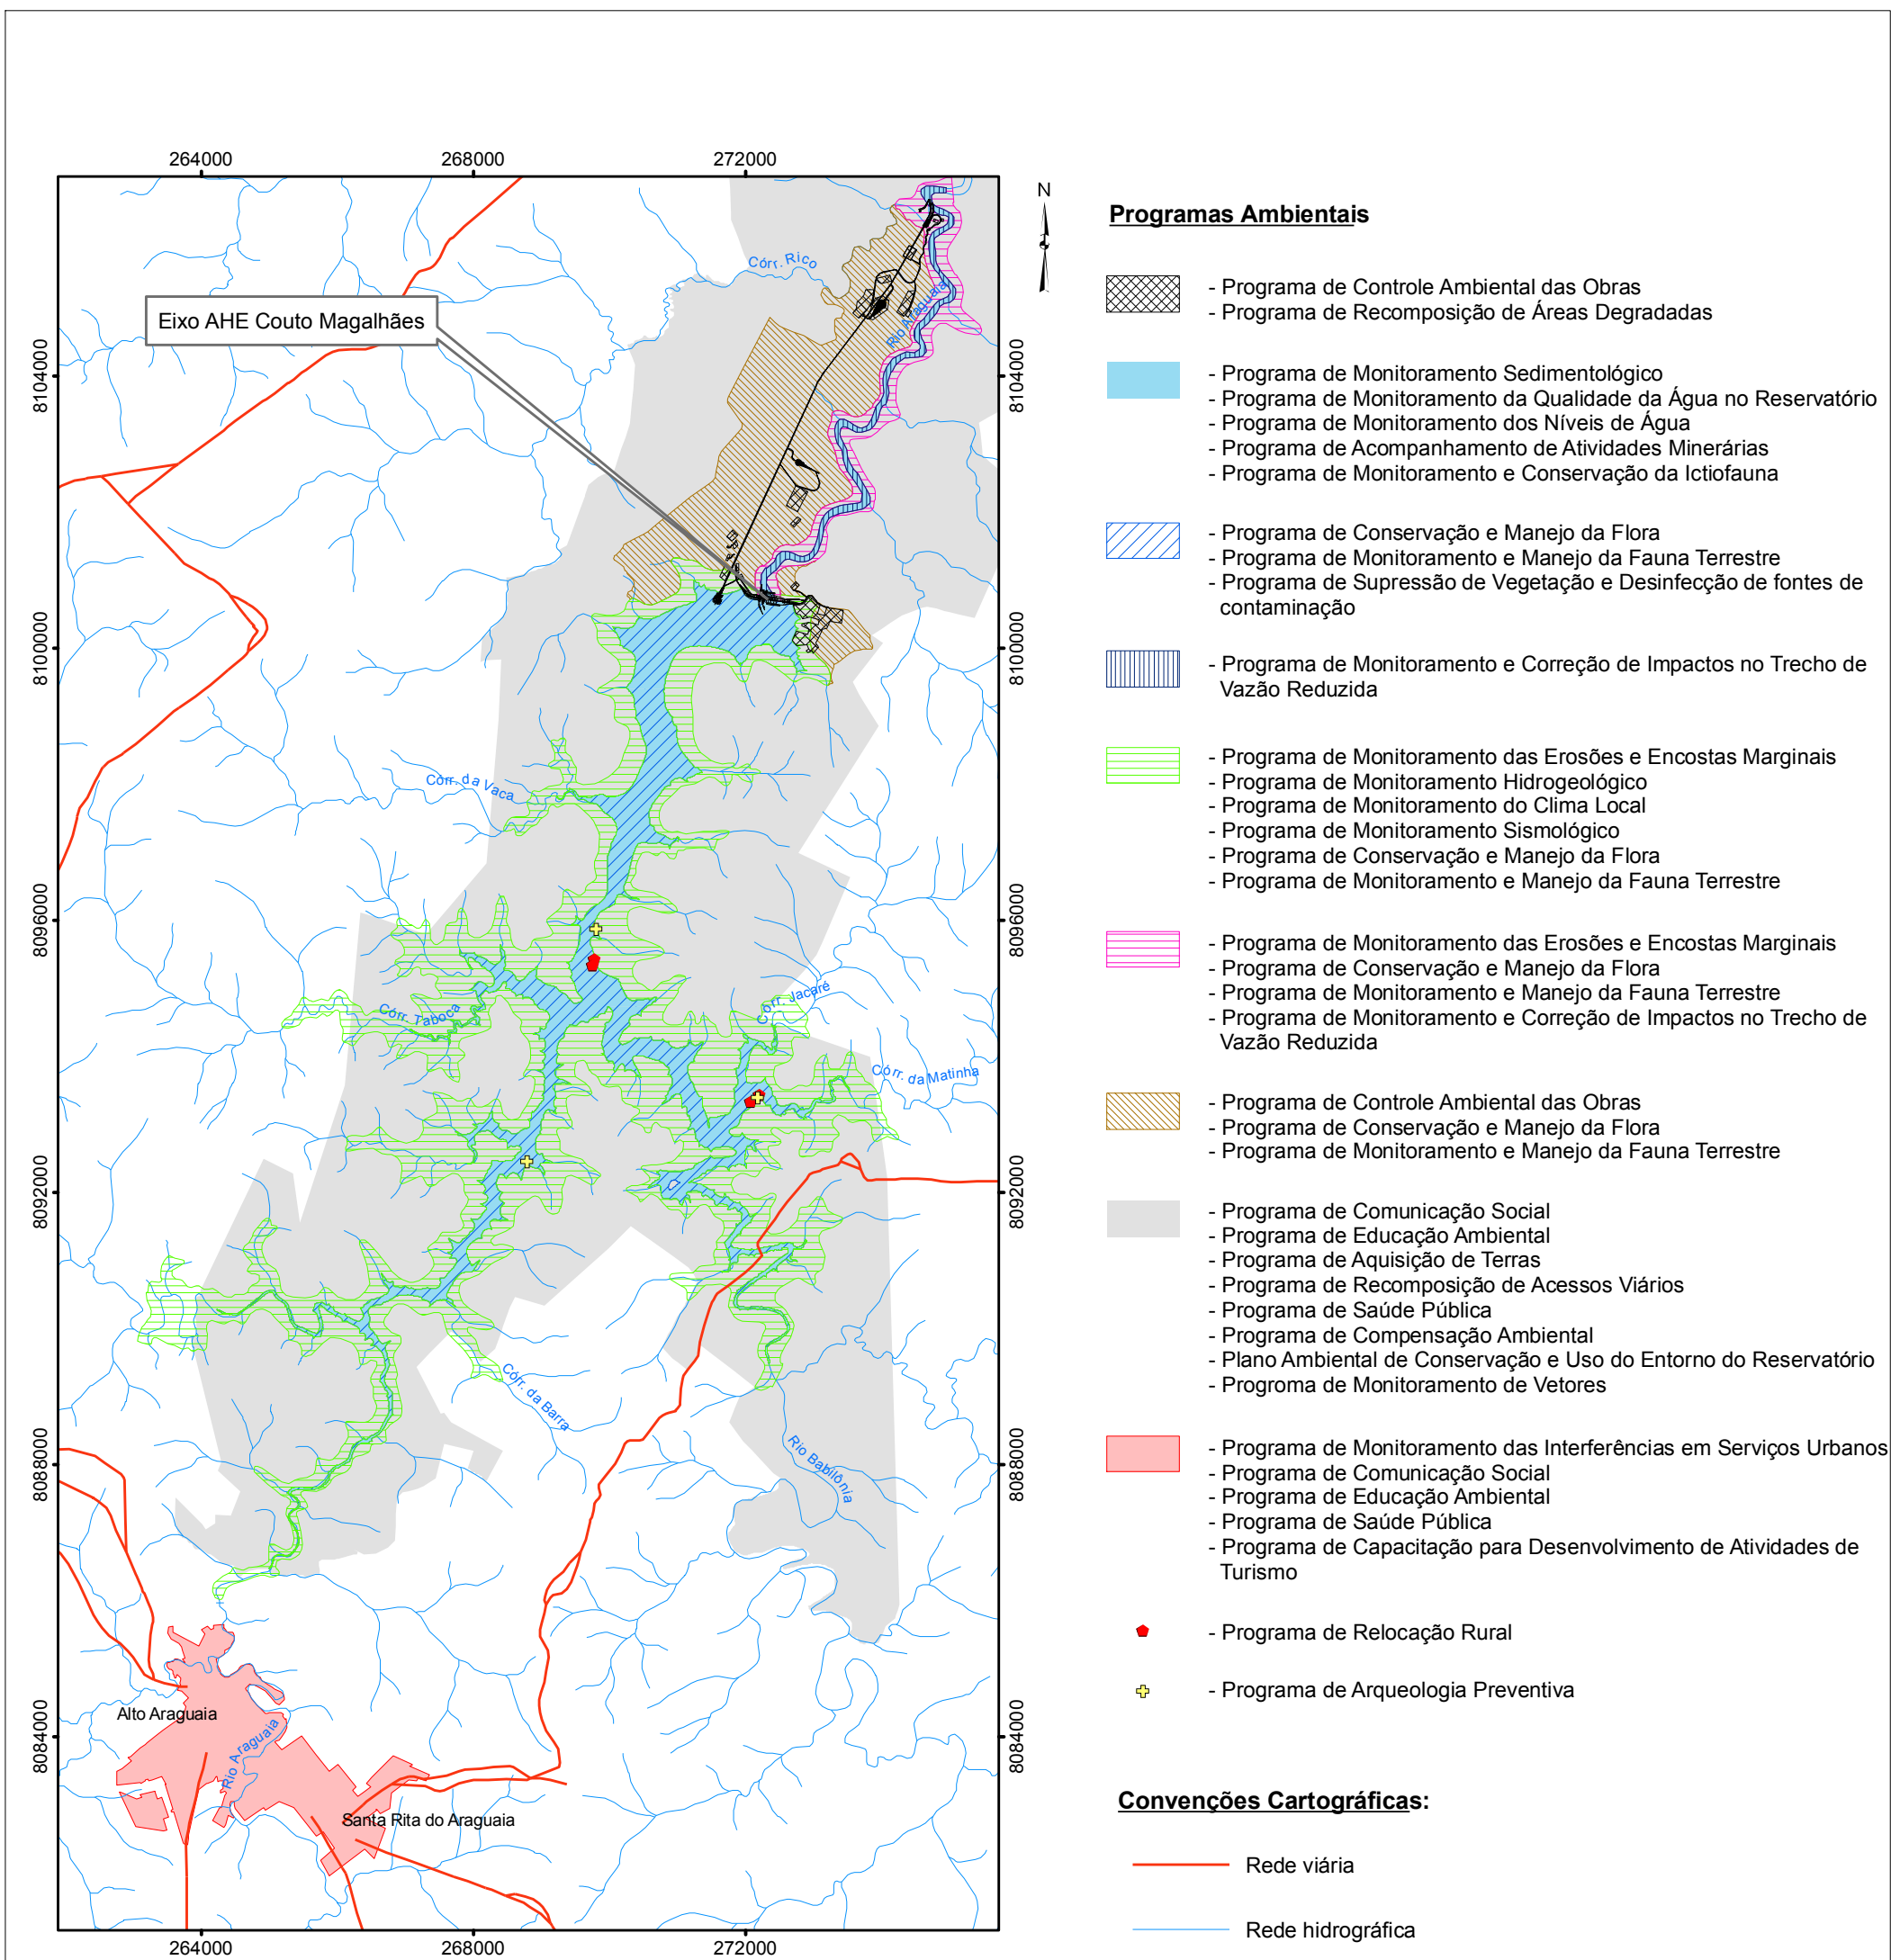 264000
268000
272000
N
Programas Ambientais
Córr. Rico
- Programa de Controle Ambiental das Obras
- Programa de Recomposição de Áreas Degradadas
Eixo AHE Couto Magalhães
Rio Araguaia
8104000
8104000
- Programa de Monitoramento Sedimentológico
- Programa de Monitoramento da Qualidade da Água no Reservatório
- Programa de Monitoramento dos Níveis de Água
- Programa de Acompanhamento de Atividades Minerárias
- Programa de Monitoramento e Conservação da Ictiofauna
- Programa de Conservação e Manejo da Flora
- Programa de Monitoramento e Manejo da Fauna Terrestre
- Programa de Supressão de Vegetação e Desinfecção de fontes de
contaminação
8100000
8100000
- Programa de Monitoramento e Correção de Impactos no Trecho de
Vazão Reduzida
Córr. da Vaca
- Programa de Monitoramento das Erosões e Encostas Marginais
- Programa de Monitoramento Hidrogeológico
- Programa de Monitoramento do Clima Local
- Programa de Monitoramento Sismológico
- Programa de Conservação e Manejo da Flora
- Programa de Monitoramento e Manejo da Fauna Terrestre
8096000
8096000
- Programa de Monitoramento das Erosões e Encostas Marginais
- Programa de Conservação e Manejo da Flora
- Programa de Monitoramento e Manejo da Fauna Terrestre
- Programa de Monitoramento e Correção de Impactos no Trecho de
Vazão Reduzida
Córr. Jacaré
Córr. Taboca
Córr. da Matinha
- Programa de Controle Ambiental das Obras
- Programa de Conservação e Manejo da Flora
- Programa de Monitoramento e Manejo da Fauna Terrestre
8092000
8092000
- Programa de Comunicação Social
- Programa de Educação Ambiental
- Programa de Aquisição de Terras
- Programa de Recomposição de Acessos Viários
- Programa de Saúde Pública
- Programa de Compensação Ambiental
- Plano Ambiental de Conservação e Uso do Entorno do Reservatório
- Progroma de Monitoramento de Vetores
Córr. da Barra
Rio Babilônia
8088000
8088000
- Programa de Monitoramento das Interferências em Serviços Urbanos
- Programa de Comunicação Social
- Programa de Educação Ambiental
- Programa de Saúde Pública
- Programa de Capacitação para Desenvolvimento de Atividades de
Turismo
- Programa de Relocação Rural
- Programa de Arqueologia Preventiva
Alto Araguaia
Rio Araguaia
8084000
8084000
Santa Rita do Araguaia
Convenções Cartográficas:
Rede viária
Rede hidrográfica
264000
268000
272000